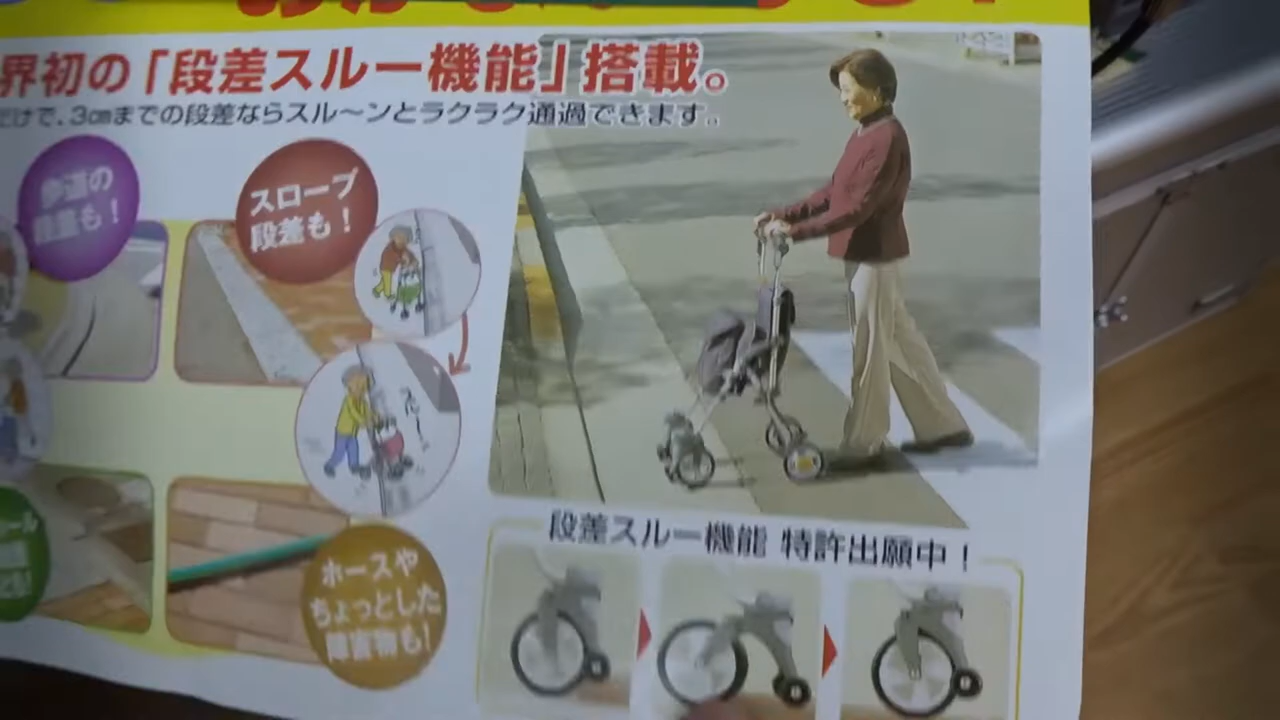 界初の「段差スルー機能」搭載。
だけで、3㎝までの段差ならスル〜ンとラクラク通過できます。
歩道の
段差も！
スロープ
段差も！
ホースや
ちょっとした
障害物も！
段差スルー機能 特許出願中！